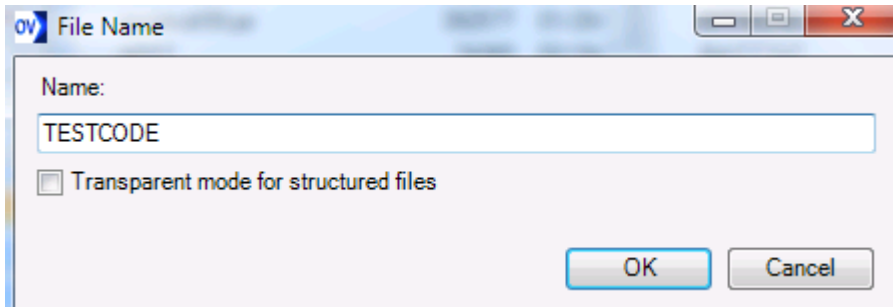 OV File Name
Name:
TESTCODE
Transparent mode for structured files
OK Cancel